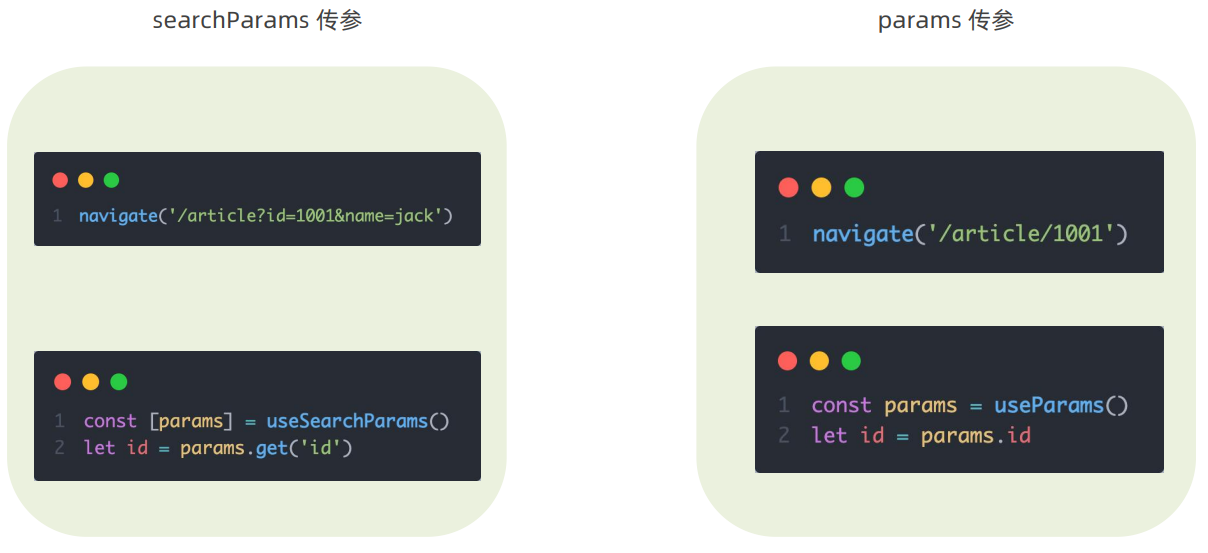 searchParams 传参
1 navigate('/article?id=1001&name=jack')
1 const [params] = useSearchParams()
2 let id = params.get('id')
params 传参
1 navigate('/article/1001')
1 const params = useParams()
2 let id = params.id